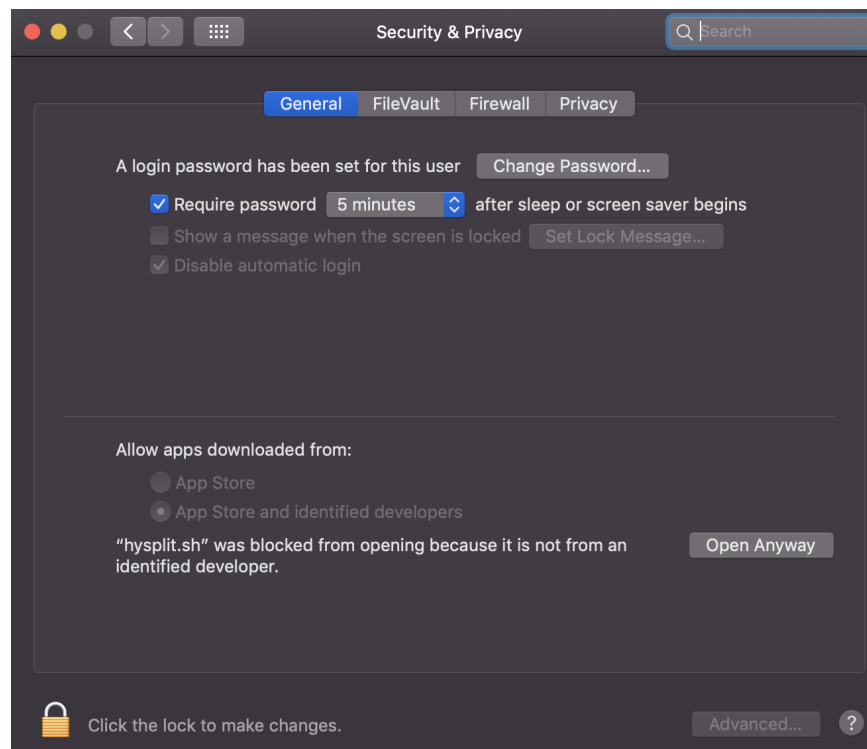 Security & Privacy
Search
General FileVault Firewall Privacy
A login password has been set for this user Change Password...
Require password 5 minutes after sleep or screen saver begins
Show a message when the screen is locked Set Lock Message...
Disable automatic login
Allow apps downloaded from:
App Store
App Store and identified developers
“hysplit.sh” was blocked from opening because it is not from an Open Anyway
identified developer.
Click the lock to make changes. Advanced... ?